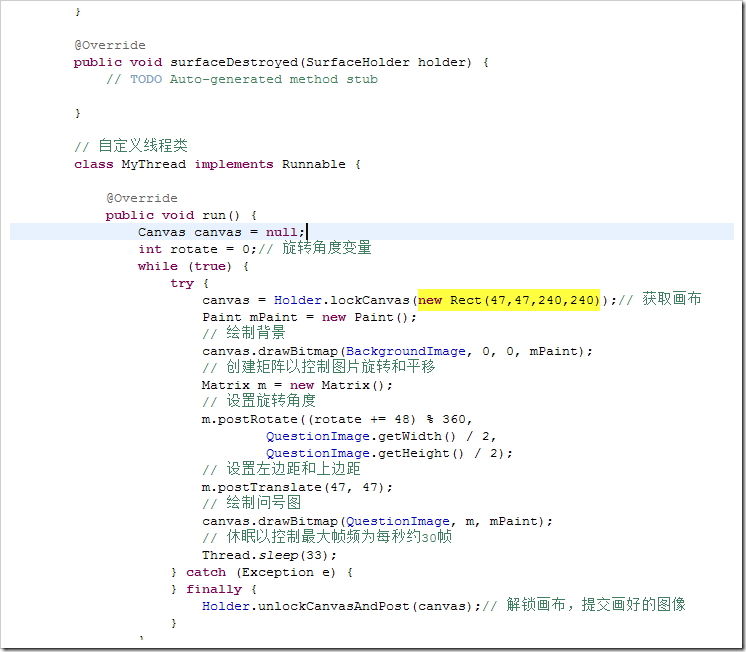 }
@Override
public void surfaceDestroyed(SurfaceHolder holder) {
// TODO Auto-generated method stub
}
// 自定义线程类
class MyThread implements Runnable {
@Override
public void run() {
Canvas canvas = null;
int rotate = 0;// 旋转角度变量
while (true) {
try {
canvas = Holder.lockCanvas(new Rect(47,47,240,240));// 获取画布
Paint mPaint = new Paint();
// 绘制背景
canvas.drawBitmap(BackgroundImage, 0, 0, mPaint);
// 创建矩阵以控制图片旋转和平移
Matrix m = new Matrix();
// 设置旋转角度
m.postRotate((rotate += 48) % 360,
QuestionImage.getWidth() / 2,
QuestionImage.getHeight() / 2);
// 设置左边距和上边距
m.postTranslate(47, 47);
// 绘制问号图
canvas.drawBitmap(QuestionImage, m, mPaint);
// 休眠以控制最大帧频为每秒约30帧
Thread.sleep(33);
} catch (Exception e) {
} finally {
Holder.unlockCanvasAndPost(canvas);// 解锁画布，提交画好的图像
}
}